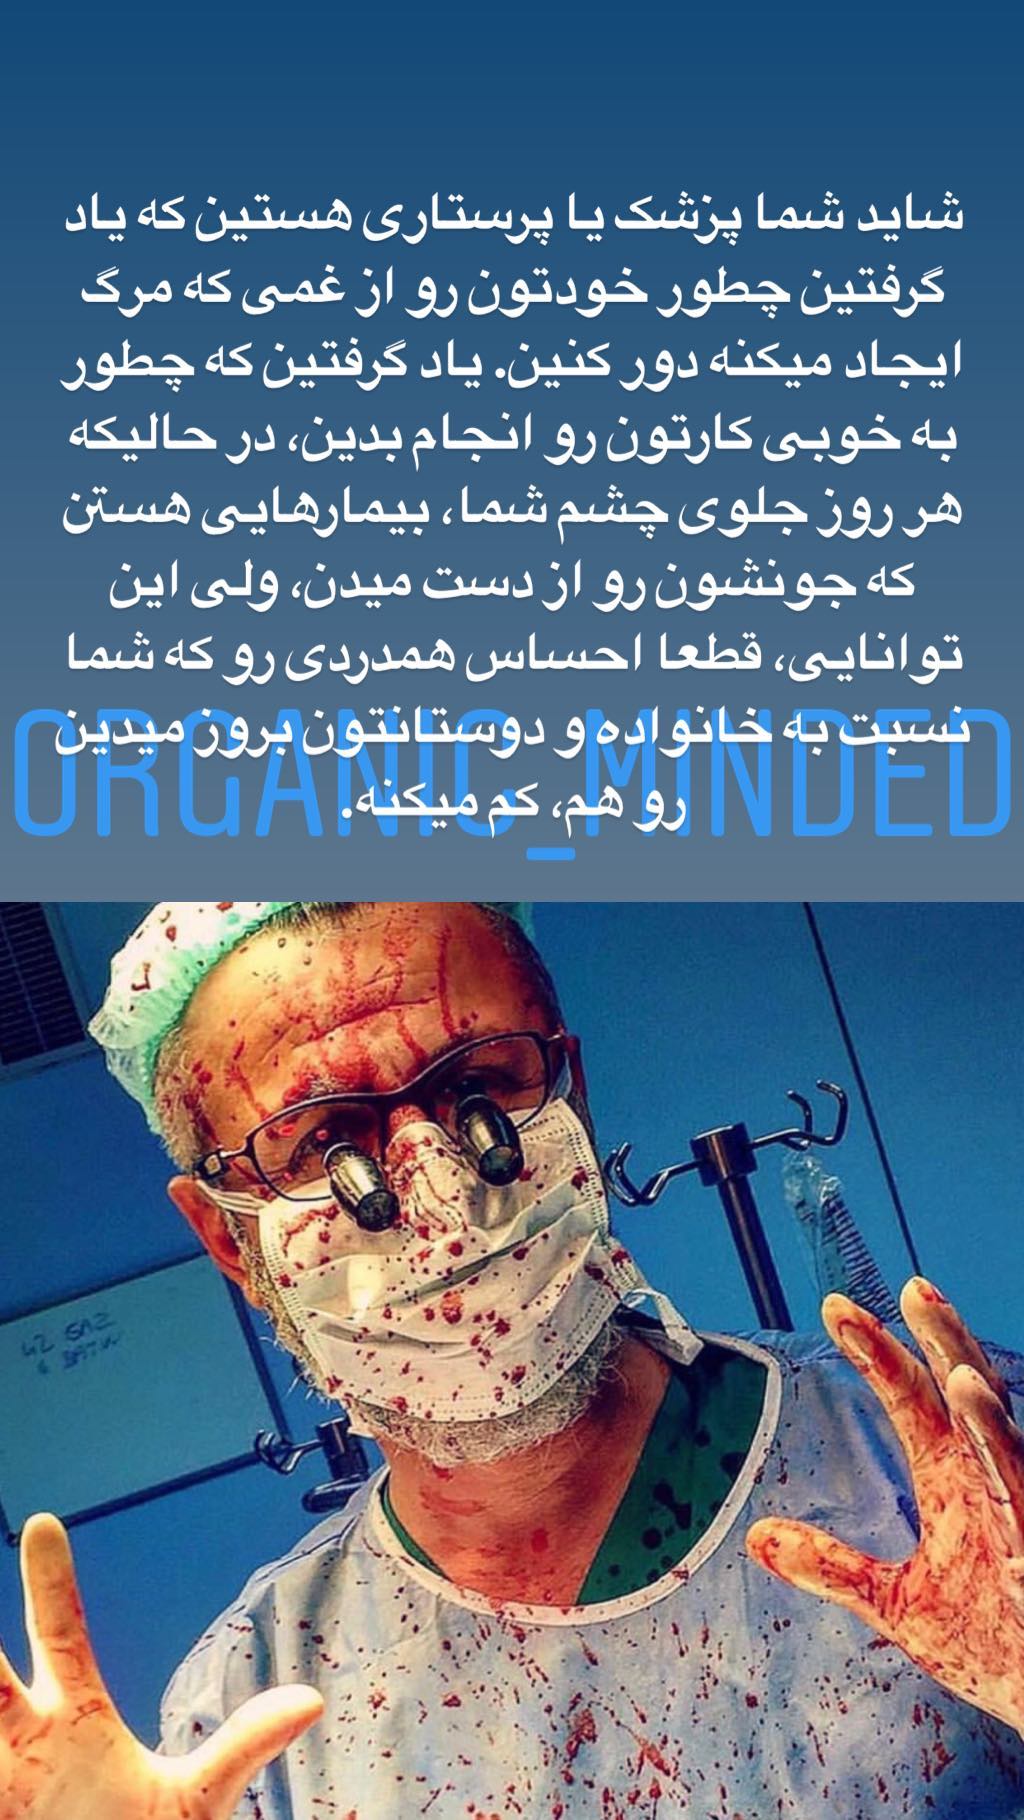 شاید شما پزشک یا پرستاری هستین که یاد
گرفتین چطور خودتون رو از غمی که مرگ
ایجاد میکنه دور کنین. یاد گرفتین که چطور
به خوبی کارتون رو انجام بدین، در حالیکه
هر روز جلوی چشم شما، بیمارهایی هستن
که جونشون رو از دست میدن، ولی این
توانایی، قطعا احساس همدردی رو که شما
نسبت به خانواده و دوستانتون بروز میدین
رو هم، کم میکنه.
ORGANIC_MINDED
42 GAZ